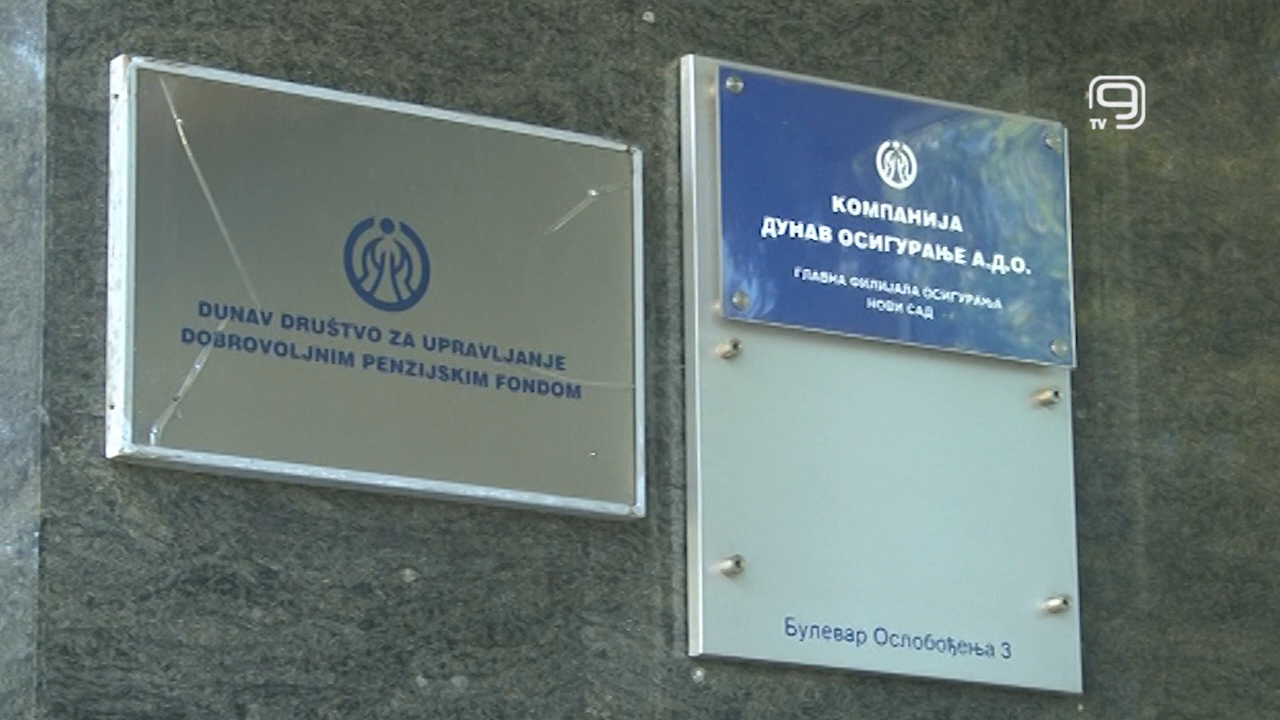 DUNAV DRUŠTVO ZA UPRAVLJANJE
DOBROVOLJNIM PENZIJSKIM FONDOM
КОМПАНИЈА
ДУНАВ ОСИГУРАЊЕ А.Д.О.
ГЛАВНА ФИЛИЈАЛА ОСИГУРАЊА
НОВИ САД
Булевар Ослобођења 3
TV 9